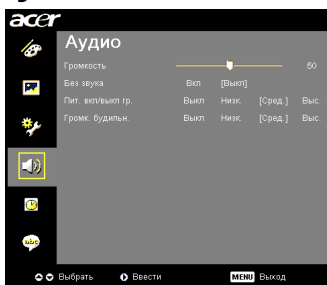 acer
Аудио
Громкость 50
Без звука Вкл [Выкл]
Пит. вкл/выкл гр. Выкл Низк. [Сред.] Выс.
Громк. будильн. Выкл Низк. [Сред.] Выс.
abc
Выбрать Ввести MENU Выход